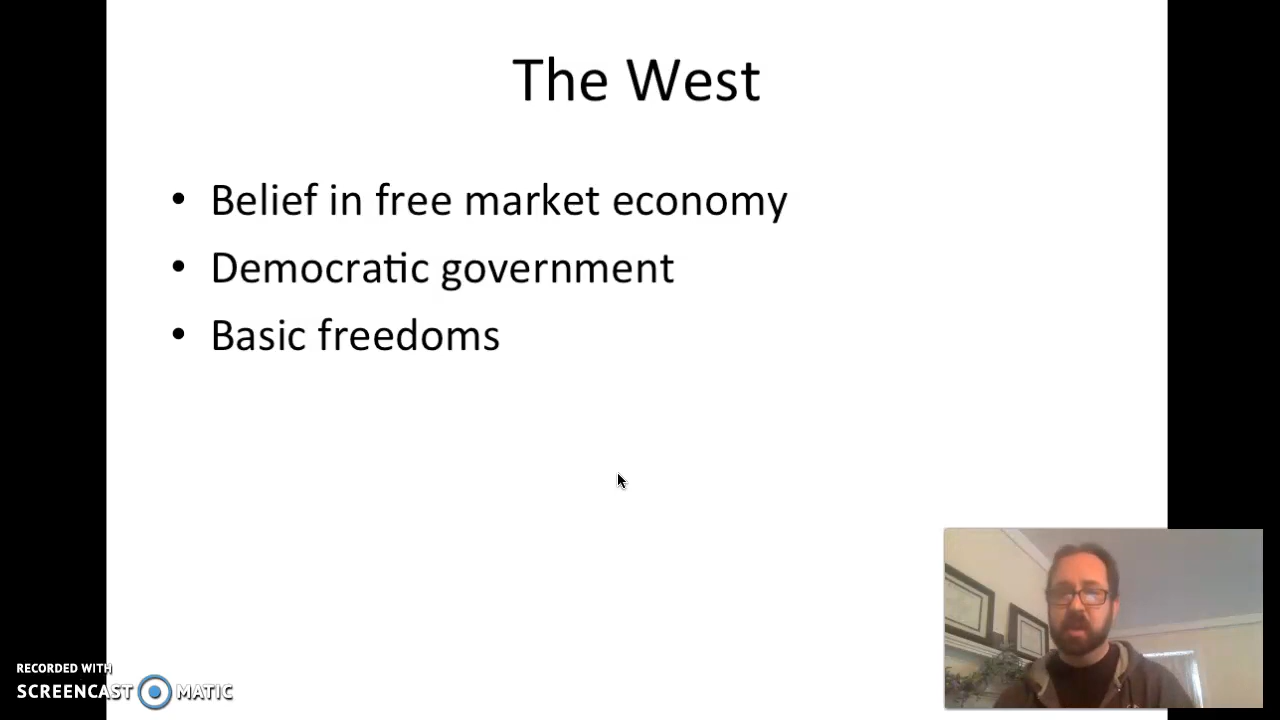 The West
• Belief in free market economy
• Democratic government
• Basic freedoms
RECORDED WITH
SCREENCAST MATIC